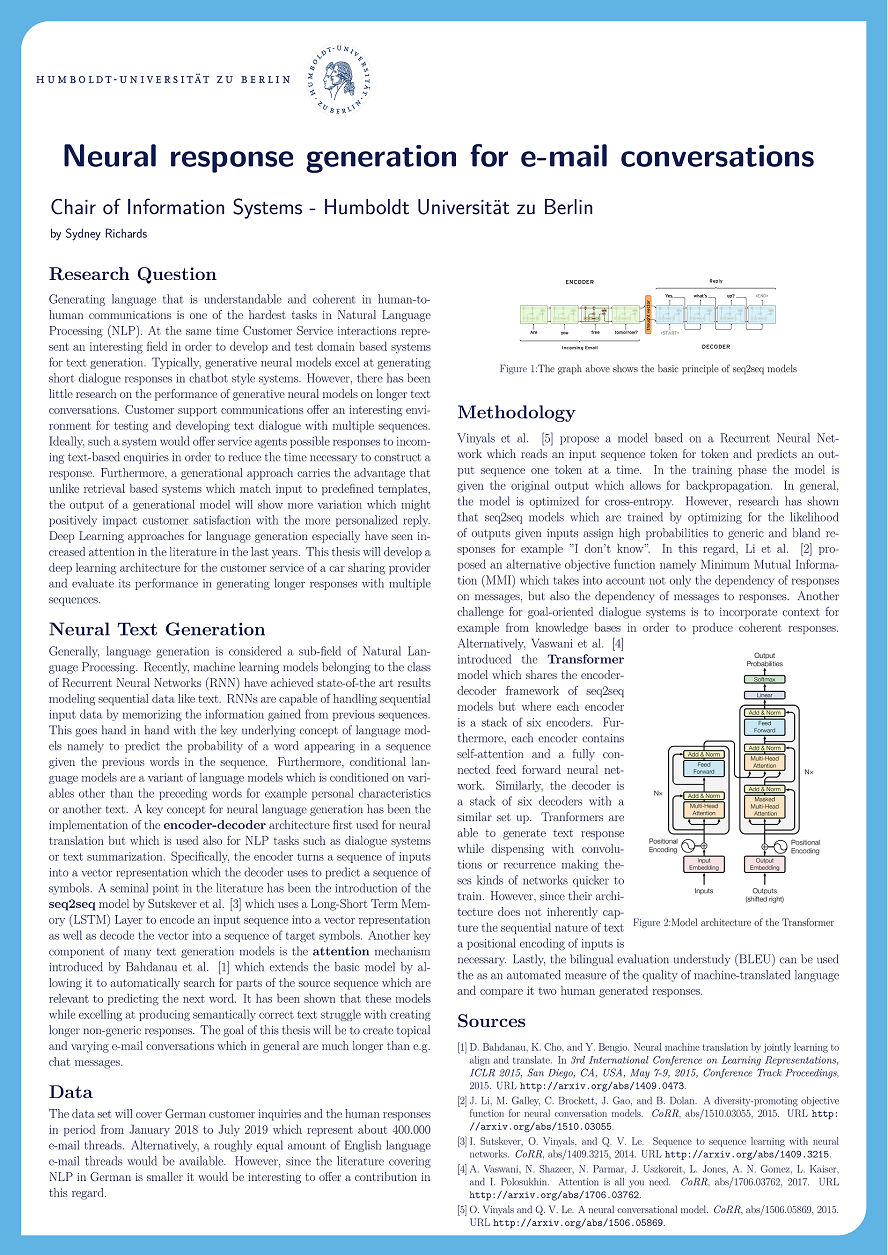 HUMBOLDT-UNIVERSITÄT ZU BERLIN
HUMBOLDT-UNIVERSITÄT · ZU BERLIN ·
Neural response generation for e-mail conversations
Chair of Information Systems - Humboldt Universität zu Berlin
by Sydney Richards
Research Question
Generating language that is understandable and coherent in human-to-
human communications is one of the hardest tasks in Natural Language
Processing (NLP). At the same time Customer Service interactions repre-
sent an interesting field in order to develop and test domain based systems
for text generation. Typically, generative neural models excel at generating
short dialogue responses in chatbot style systems. However, there has been
little research on the performance of generative neural models on longer text
conversations. Customer support communications offer an interesting envi-
ronment for testing and developing text dialogue with multiple sequences.
Ideally, such a system would offer service agents possible responses to incom-
ing text-based enquiries in order to reduce the time necessary to construct a
response. Furthermore, a generational approach carries the advantage that
unlike retrieval based systems which match input to predefined templates,
the output of a generational model will show more variation which might
positively impact customer satisfaction with the more personalized reply.
Deep Learning approaches for language generation especially have seen in-
creased attention in the literature in the last years. This thesis will develop a
deep learning architecture for the customer service of a car sharing provider
and evaluate its performance in generating longer responses with multiple
sequences.
Neural Text Generation
Generally, language generation is considered a sub-field of Natural Lan-
guage Processing. Recently, machine learning models belonging to the class
of Recurrent Neural Networks (RNN) have achieved state-of-the art results
modeling sequential data like text. RNNs are capable of handling sequential
input data by memorizing the information gained from previous sequences.
This goes hand in hand with the key underlying concept of language mod-
els namely to predict the probability of a word appearing in a sequence
given the previous words in the sequence. Furthermore, conditional lan-
guage models are a variant of language models which is conditioned on vari-
ables other than the preceding words for example personal characteristics
or another text. A key concept for neural language generation has been the
implementation of the encoder-decoder architecture first used for neural
translation but which is used also for NLP tasks such as dialogue systems
or text summarization. Specifically, the encoder turns a sequence of inputs
into a vector representation which the decoder uses to predict a sequence of
symbols. A seminal point in the literature has been the introduction of the
seq2seq model by Sutskever et al. [3] which uses a Long-Short Term Mem-
ory (LSTM) Layer to encode an input sequence into a vector representation
as well as decode the vector into a sequence of target symbols. Another key
component of many text generation models is the attention mechanism
introduced by Bahdanau et al. [1] which extends the basic model by al-
lowing it to automatically search for parts of the source sequence which are
relevant to predicting the next word. It has been shown that these models
while excelling at producing semantically correct text struggle with creating
longer non-generic responses. The goal of this thesis will be to create topical
and varying e-mail conversations which in general are much longer than e.g.
chat messages.
Data
The data set will cover German customer inquiries and the human responses
in period from January 2018 to July 2019 which represent about 400.000
e-mail threads. Alternatively, a roughly equal amount of English language
e-mail threads would be available. However, since the literature covering
NLP in German is smaller it would be interesting to offer a contribution in
this regard.
ENCODER
Reply
Yes, what's up? <END>
Thought Vector
Are you free tomorrow? <START>
Incoming Email
DECODER
Figure 1:The graph above shows the basic principle of seq2seq models
Methodology
Vinyals et al. [5] propose a model based on a Recurrent Neural Net-
work which reads an input sequence token for token and predicts an out-
put sequence one token at a time. In the training phase the model is
given the original output which allows for backpropagation. In general,
the model is optimized for cross-entropy. However, research has shown
that seq2seq models which are trained by optimizing for the likelihood
of outputs given inputs assign high probabilities to generic and bland re-
sponses for example "I don't know". In this regard, Li et al. [2] pro-
posed an alternative objective function namely Minimum Mutual Informa-
tion (MMI) which takes into account not only the dependency of responses
on messages, but also the dependency of messages to responses. Another
challenge for goal-oriented dialogue systems is to incorporate context for
example from knowledge bases in order to produce coherent responses.
Alternatively, Vaswani et al. [4]
introduced the Transformer
model which shares the encoder-
decoder framework of seq2seq
models but where each encoder
is a stack of six encoders. Fur-
thermore, each encoder contains
self-attention and a fully con-
nected feed forward neural net-
work. Similarly, the decoder is
a stack of six decoders with a
similar set up. Tranformers are
able to generate text response
while dispensing with convolu-
tions or recurrence making the-
ses kinds of networks quicker to
train. However, since their archi-
tecture does not inherently cap-
ture the sequential nature of text
a positional encoding of inputs is
necessary. Lastly, the bilingual evaluation understudy (BLEU) can be used
the as an automated measure of the quality of machine-translated language
and compare it two human generated responses.
Output
Probabilities
Softmax
Linear
Add & Norm
Feed
Forward
Add & Norm
Multi-Head
Attention
Add & Norm
Masked
Multi-Head
Attention
N×
Add & Norm
Feed
Forward
Add & Norm
Multi-Head
Attention
N×
Positional
Encoding
Positional
Encoding
Input
Embedding
Output
Embedding
Inputs
Outputs
(shifted right)
Figure 2:Model architecture of the Transformer
Sources
[1] D. Bahdanau, K. Cho, and Y. Bengio. Neural machine translation by jointly learning to
align and translate. In 3rd International Conference on Learning Representations,
ICLR 2015, San Diego, CA, USA, May 7-9, 2015, Conference Track Proceedings,
2015. URL http://arxiv.org/abs/1409.0473.
[2] J. Li, M. Galley, C. Brockett, J. Gao, and B. Dolan. A diversity-promoting objective
function for neural conversation models. CoRR, abs/1510.03055, 2015. URL http:
//arxiv.org/abs/1510.03055.
[3] I. Sutskever, O. Vinyals, and Q. V. Le. Sequence to sequence learning with neural
networks. CoRR, abs/1409.3215, 2014. URL http://arxiv.org/abs/1409.3215.
[4] A. Vaswani, N. Shazeer, N. Parmar, J. Uszkoreit, L. Jones, A. N. Gomez, L. Kaiser,
and I. Polosukhin. Attention is all you need. CoRR, abs/1706.03762, 2017. URL
http://arxiv.org/abs/1706.03762.
[5] O. Vinyals and Q. V. Le. A neural conversational model. CoRR, abs/1506.05869, 2015.
URL http://arxiv.org/abs/1506.05869.